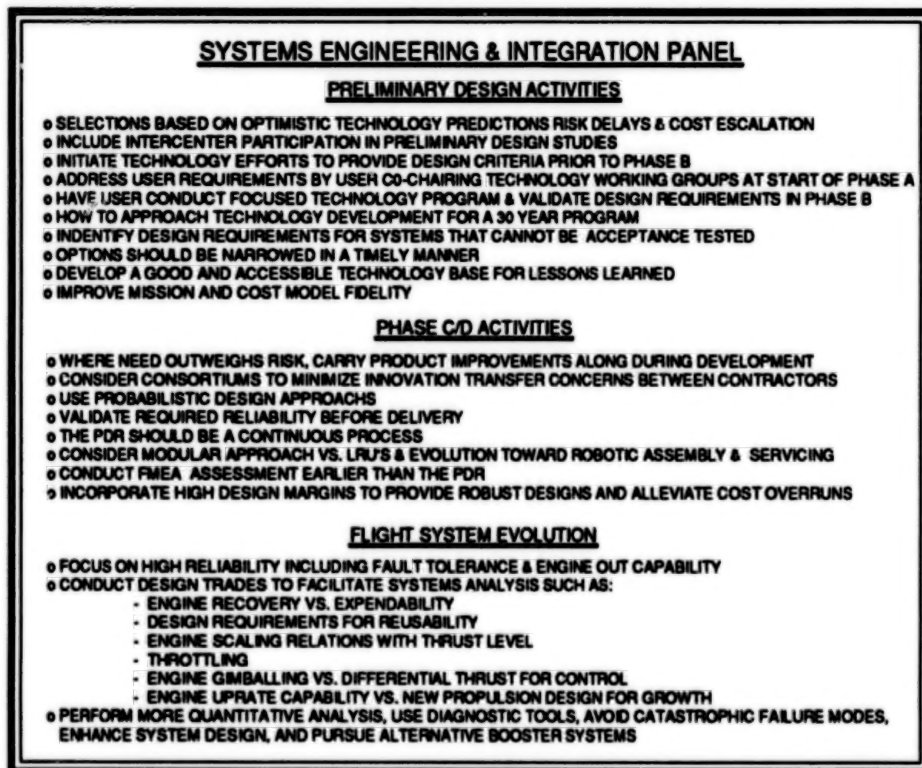 SYSTEMS ENGINEERING & INTEGRATION PANEL
PRELIMINARY DESIGN ACTIVITIES
o SELECTIONS BASED ON OPTIMISTIC TECHNOLOGY PREDICTIONS RISK DELAYS & COST ESCALATION
o INCLUDE INTERCENTER PARTICIPATION IN PRELIMINARY DESIGN STUDIES
o INITIATE TECHNOLOGY EFFORTS TO PROVIDE DESIGN CRITERIA PRIOR TO PHASE B
o ADDRESS USER REQUIREMENTS BY USER CO-CHAIRING TECHNOLOGY WORKING GROUPS AT START OF PHASE A
o HAVE USER CONDUCT FOCUSED TECHNOLOGY PROGRAM & VALIDATE DESIGN REQUIREMENTS IN PHASE B
o HOW TO APPROACH TECHNOLOGY DEVELOPMENT FOR A 30 YEAR PROGRAM
o INDENTIFY DESIGN REQUIREMENTS FOR SYSTEMS THAT CANNOT BE ACCEPTANCE TESTED
o OPTIONS SHOULD BE NARROWED IN A TIMELY MANNER
o DEVELOP A GOOD AND ACCESSIBLE TECHNOLOGY BASE FOR LESSONS LEARNED
o IMPROVE MISSION AND COST MODEL FIDELITY
PHASE C/D ACTIVITIES
o WHERE NEED OUTWEIGHS RISK, CARRY PRODUCT IMPROVEMENTS ALONG DURING DEVELOPMENT
o CONSIDER CONSORTIUMS TO MINIMIZE INNOVATION TRANSFER CONCERNS BETWEEN CONTRACTORS
o USE PROBABILISTIC DESIGN APPROACHS
o VALIDATE REQUIRED RELIABILITY BEFORE DELIVERY
o THE PDR SHOULD BE A CONTINUOUS PROCESS
o CONSIDER MODULAR APPROACH VS. LRU'S & EVOLUTION TOWARD ROBOTIC ASSEMBLY & SERVICING
o CONDUCT FMEA ASSESSMENT EARLIER THAN THE PDR
o INCORPORATE HIGH DESIGN MARGINS TO PROVIDE ROBUST DESIGNS AND ALLEVIATE COST OVERRUNS
FLIGHT SYSTEM EVOLUTION
o FOCUS ON HIGH RELIABILITY INCLUDING FAULT TOLERANCE & ENGINE OUT CAPABILITY
o CONDUCT DESIGN TRADES TO FACILITATE SYSTEMS ANALYSIS SUCH AS:
- ENGINE RECOVERY VS. EXPENDABILITY
- DESIGN REQUIREMENTS FOR REUSABILITY
- ENGINE SCALING RELATIONS WITH THRUST LEVEL
- THROTTLING
- ENGINE GIMBALLING VS. DIFFERENTIAL THRUST FOR CONTROL
- ENGINE UPRATE CAPABILITY VS. NEW PROPULSION DESIGN FOR GROWTH
o PERFORM MORE QUANTITATIVE ANALYSIS, USE DIAGNOSTIC TOOLS, AVOID CATASTROPHIC FAILURE MODES,
ENHANCE SYSTEM DESIGN, AND PURSUE ALTERNATIVE BOOSTER SYSTEMS